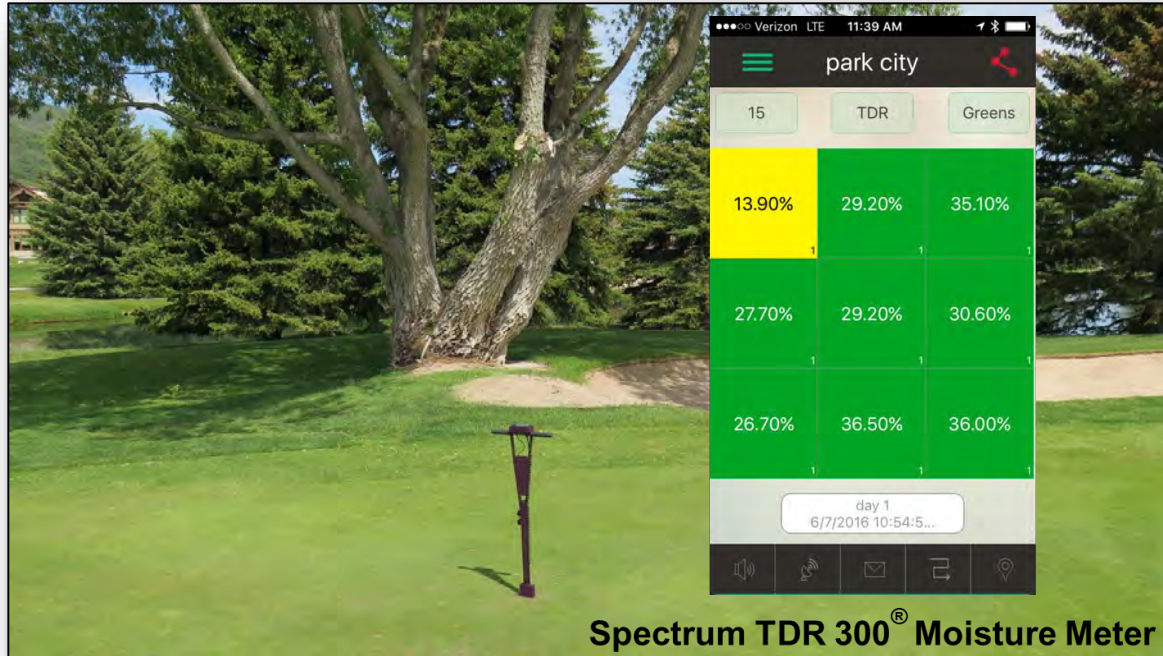 Verizon LTE 11:39 AM
park city
15 TDR Greens
13.90% 29.20% 35.10%
1 1 1
27.70% 29.20% 30.60%
1 1 1
26.70% 36.50% 36.00%
1 1 1
day 1
6/7/2016 10:54:5...
Spectrum TDR 300® Moisture Meter